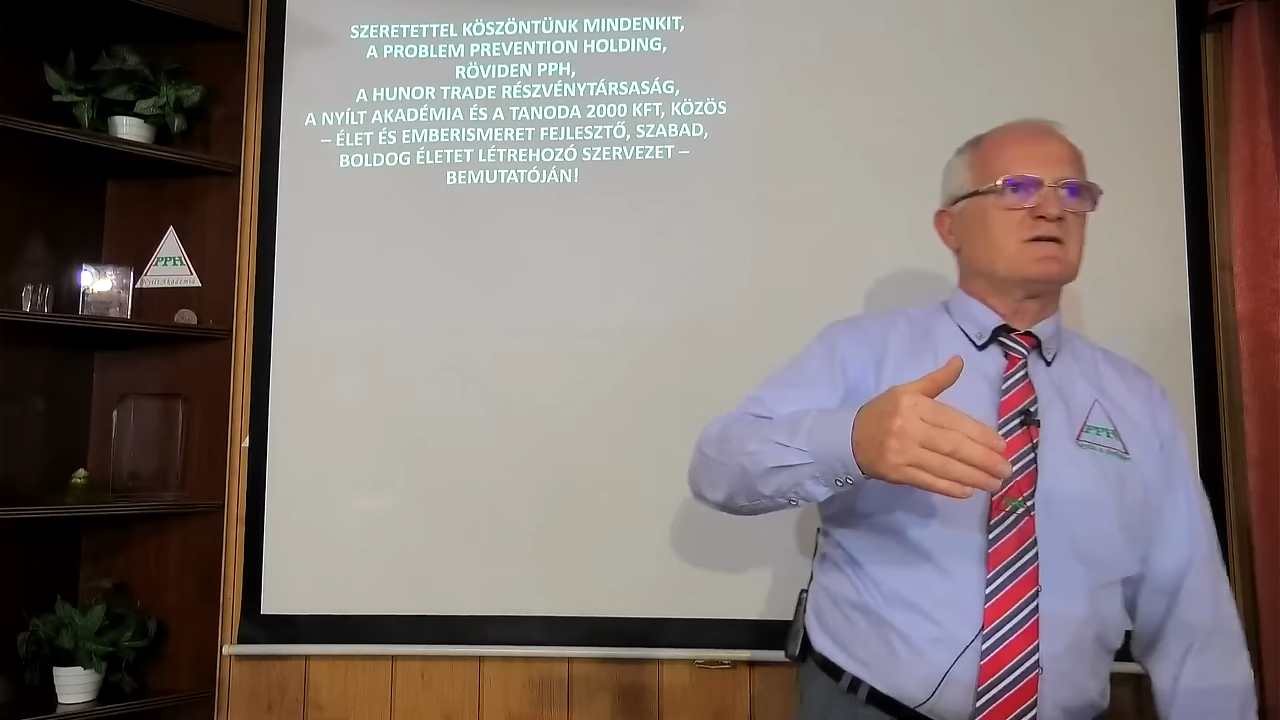 SZERETETTEL KÖSZÖNTÜNK MINDENKIT,
A PROBLEM PREVENTION HOLDING,
RÖVIDEN PPH,
A HUNOR TRADE RÉSZVÉNYTÁRSASÁG,
A NYÍLT AKADÉMIA ÉS A TANODA 2000 KFT, KÖZÖS
– ÉLET ÉS EMBERISMERET FEJLESZTŐ, SZABAD,
BOLDOG ÉLETET LÉTREHOZÓ SZERVEZET –
BEMUTATÓJÁN!
PPH
Nyílt Akadémia
PPH